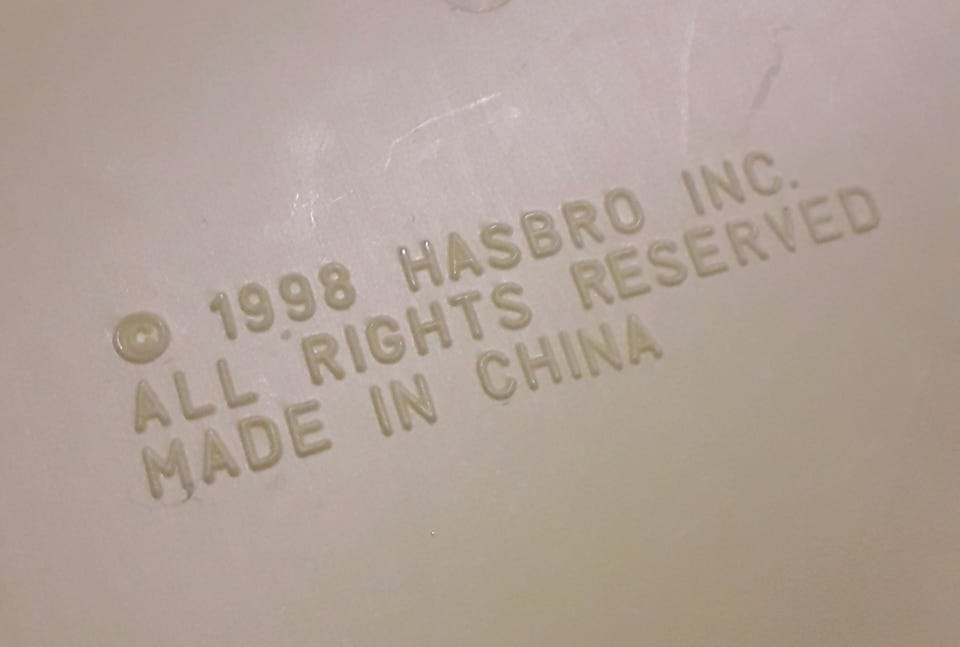 © 1998 HASBRO INC.
ALL RIGHTS RESERVED
MADE IN CHINA